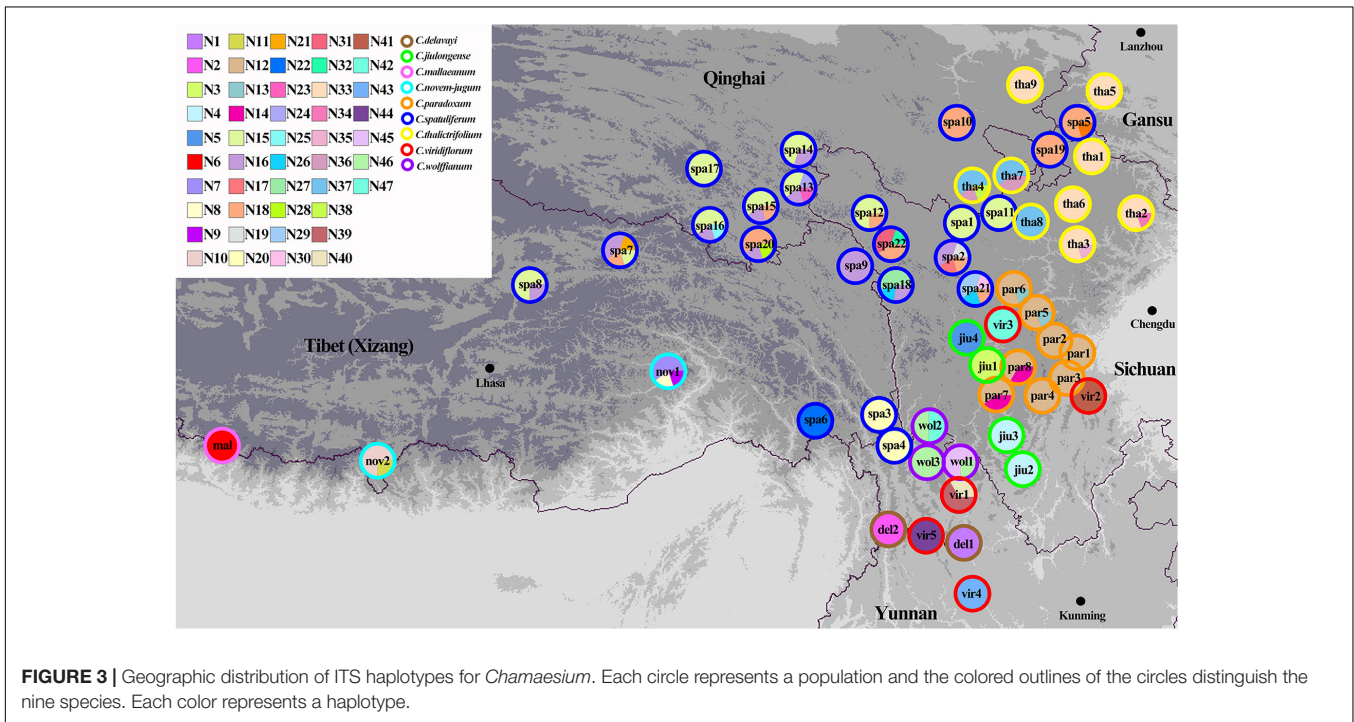 N1 N11 N21 N31 N41 C.delavayi
N2 N12 N22 N32 N42 C.jiulongense
N3 N13 N23 N33 N43 C.mallaeanum
N4 N14 N24 N34 N44 C.novem-jugum
N5 N15 N25 N35 N45 C.paradoxum
N6 N16 N26 N36 N46 C.spatuliferum
N7 N17 N27 N37 N47 C.thalictrifolium
N8 N18 N28 N38 C.viridiflorum
N9 N19 N29 N39 C.wolffianum
N10 N20 N30 N40
Lanzhou
Qinghai
tha9
tha5
Gansu
spa10
spa5
spa19
tha1
spa14
spa17
spa13
tha7
tha4
tha6
spa15
spa12
spa11
tha2
spa16
spa1
tha8
spa7
spa20
spa22
tha3
spa9
spa2
spa8
spa18
spa21
par6
par5
Chengdu
vir3
Tibet (Xizang)
jiu4
par2
par1
Lhasa
nov1
jiu1
par8
Sichuan
par3
par7
par4
vir2
spa6
spa3
wol2
mal
spa4
jiu3
nov2
wol3
wol1
jiu2
vir1
del2
vir5
del1
vir4
Yunnan
Kunming
FIGURE 3 | Geographic distribution of ITS haplotypes for Chamaesium. Each circle represents a population and the colored outlines of the circles distinguish the
nine species. Each color represents a haplotype.